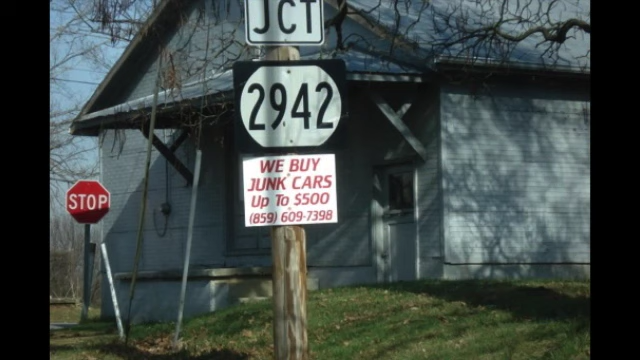 JCT
2942
WE BUY
JUNK CARS
Up To $500
(859) 609-7398
STOP